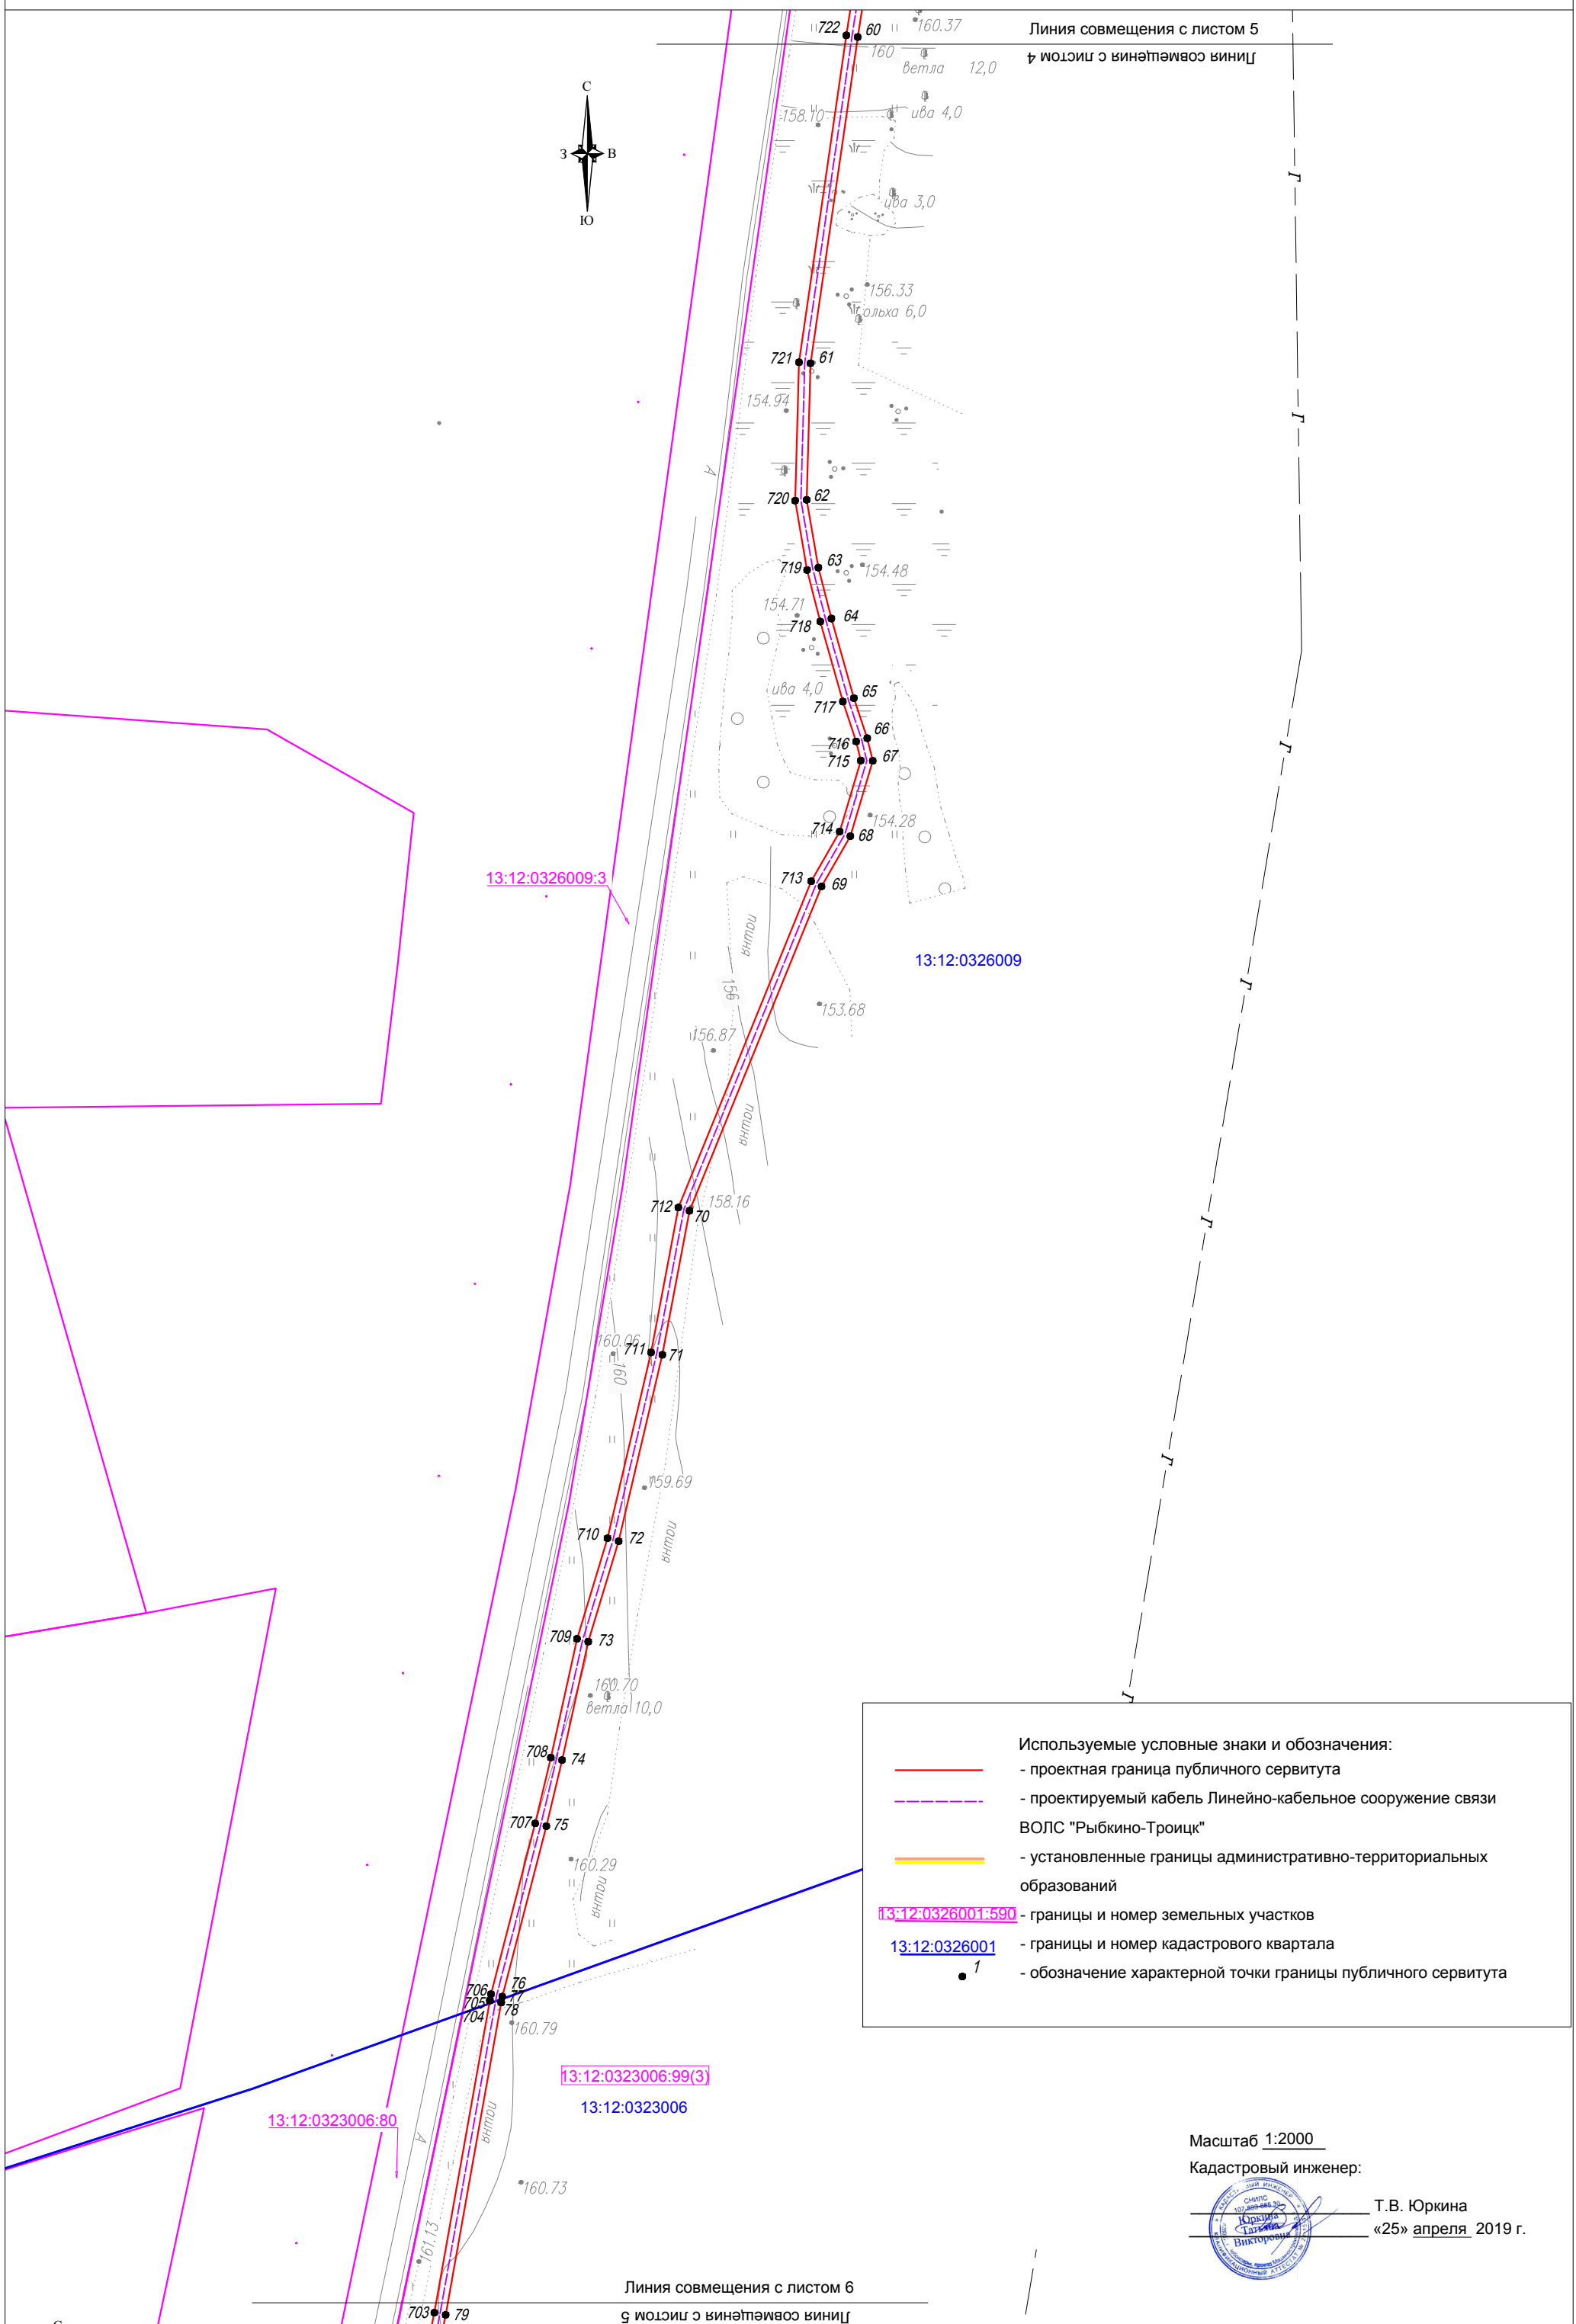 Линия совмещения с листом 5
Линия совмещения с листом 4
722
60
160.37
160
ветла 12,0
С
З
В
Ю
158.10
ива 4,0
ива 3,0
Г
156.33
ольха 6,0
721
61
154.94
Г
А
720
62
719
63
154.48
154.71
718
64
ива 4,0
717
65
716
66
Г
715
67
714
154.28
68
13:12:0326009:3
713
69
пашня
13:12:0326009
156
Г
153.68
156.87
пашня
712
158.16
70
Г
160.06
711
71
160
Г
159.69
710
72
пашня
709
73
160.70
ветла 10,0
Г
708
74
707
75
160.29
пашня
Используемые условные знаки и обозначения:
- проектная граница публичного сервитута
- проектируемый кабель Линейно-кабельное сооружение связи
ВОЛС "Рыбкино-Троицк"
- установленные границы административно-территориальных
образований
13:12:0326001:590 - границы и номер земельных участков
13:12:0326001 - границы и номер кадастрового квартала
1 - обозначение характерной точки границы публичного сервитута
706
76
705
77
704
78
160.79
13:12:0323006:99(3)
13:12:0323006
13:12:0323006:80
пашня
А
160.73
161.13
Масштаб 1:2000
Кадастровый инженер:
СНИЛС
Юркина
Татьяна
Викторовна
Т.В. Юркина
«25» апреля 2019 г.
Линия совмещения с листом 6
Линия совмещения с листом 5
703
79